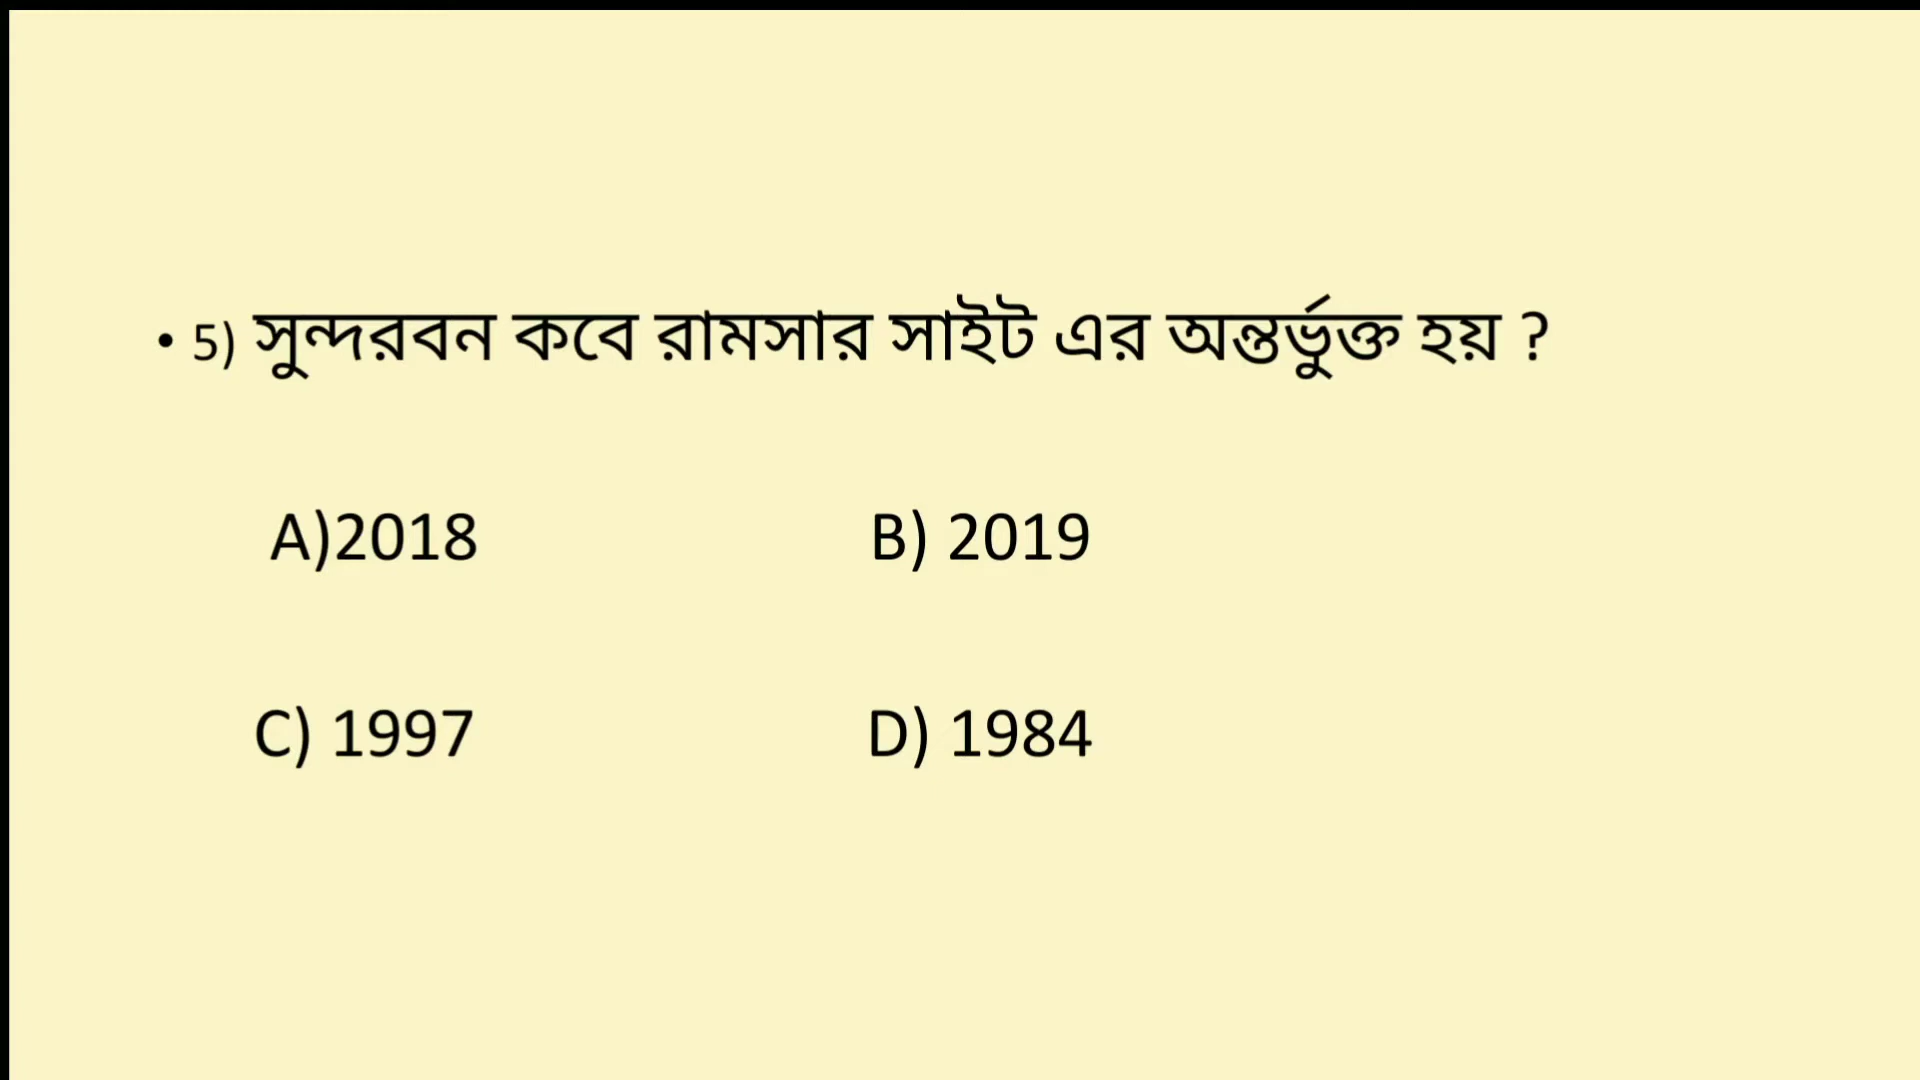 • 5) সুন্দরবন কবে রামসার সাইট এর অন্তর্ভুক্ত হয় ?
A)2018 B) 2019
C) 1997 D) 1984